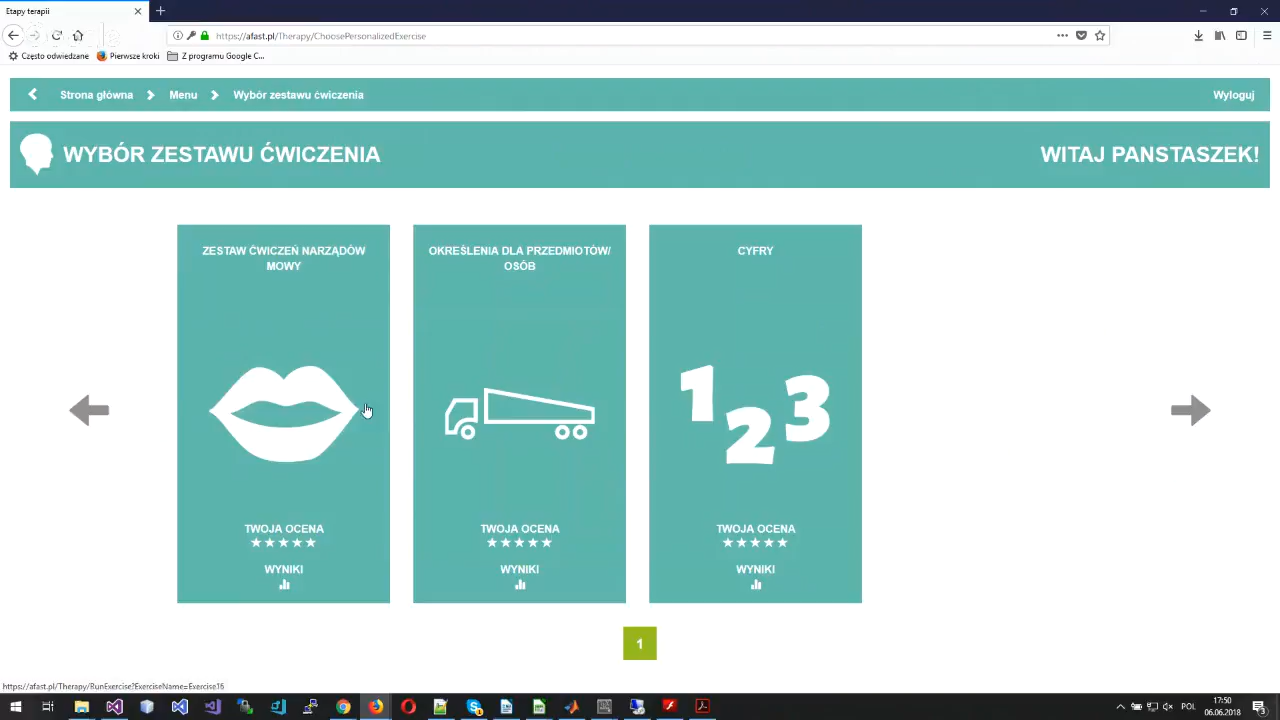 Etapy terapii
https://afast.pl/Therapy/ChoosePersonalizedExercise
Często odwiedzane
Pierwsze kroki
Z programu Google C...
Strona główna
Menu
Wybór zestawu ćwiczenia
Wyloguj
WYBÓR ZESTAWU ĆWICZENIA
WITAJ PANSTASZEK!
ZESTAW ĆWICZEŃ NARZĄDÓW
MOWY
OKREŚLENIA DLA PRZEDMIOTÓW/
OSÓB
CYFRY
1 2 3
TWOJA OCENA
TWOJA OCENA
TWOJA OCENA
WYNIKI
WYNIKI
WYNIKI
1
https://afast.pl/Therapy/RunExercise?ExerciseName=Exercise16
POL
17:50
06.06.2018
3